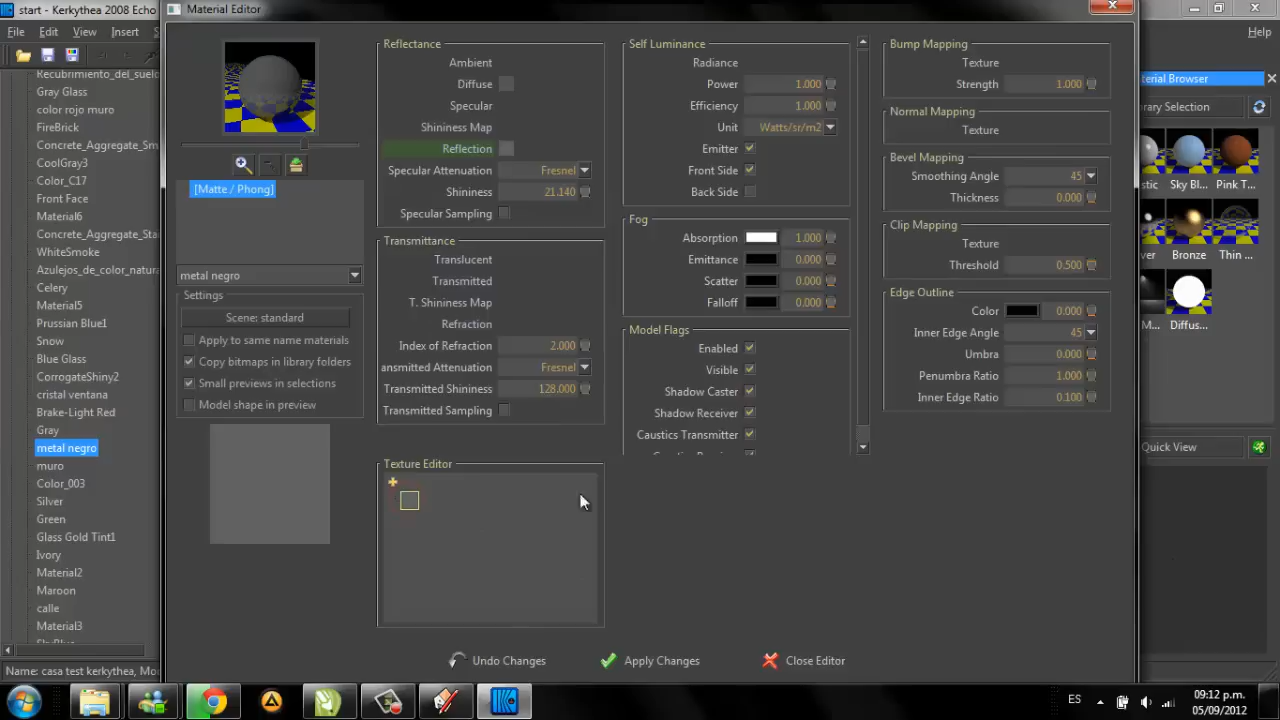 start - Kerkythea 2008 Echo
Material Editor
File Edit View Insert
Help
Recubrimiento_del_suelo
Gray Glass
color rojo muro
FireBrick
Concrete_Aggregate_Sm
CoolGray3
Color_C17
Front Face
Material6
Concrete_Aggregate_Sta
WhiteSmoke
Azulejos_de_color_natura
Celery
Material5
Prussian Blue1
Snow
Blue Glass
CorrogateShiny2
cristal ventana
Brake-Light Red
Gray
metal negro
muro
Color_003
Silver
Green
Glass Gold Tint1
Ivory
Material2
Maroon
calle
Material3
SkyBlue
Name: casa test kerkythea, Mo
[Matte / Phong]
metal negro
Settings
Scene: standard
Apply to same name materials
Copy bitmaps in library folders
Small previews in selections
Model shape in preview
Reflectance
Ambient
Diffuse
Specular
Shininess Map
Reflection
Specular Attenuation Fresnel
Shininess 21.140
Specular Sampling
Transmittance
Translucent
Transmitted
T. Shininess Map
Refraction
Index of Refraction 2.000
ansmitted Attenuation Fresnel
Transmitted Shininess 128.000
Transmitted Sampling
Texture Editor
Self Luminance
Radiance
Power 1.000
Efficiency 1.000
Unit Watts/sr/m2
Emitter
Front Side
Back Side
Fog
Absorption 1.000
Emittance 0.000
Scatter 0.000
Falloff 0.000
Model Flags
Enabled
Visible
Shadow Caster
Shadow Receiver
Caustics Transmitter
Bump Mapping
Texture
Strength 1.000
Normal Mapping
Texture
Bevel Mapping
Smoothing Angle 45
Thickness 0.000
Clip Mapping
Texture
Threshold 0.500
Edge Outline
Color 0.000
Inner Edge Angle 45
Umbra 0.000
Penumbra Ratio 1.000
Inner Edge Ratio 0.100
Undo Changes Apply Changes Close Editor
terial Browser
rary Selection
stic Sky Bl... Pink T...
ver Bronze Thin ...
M... Diffus...
Quick View
ES
09:12 p.m.
05/09/2012